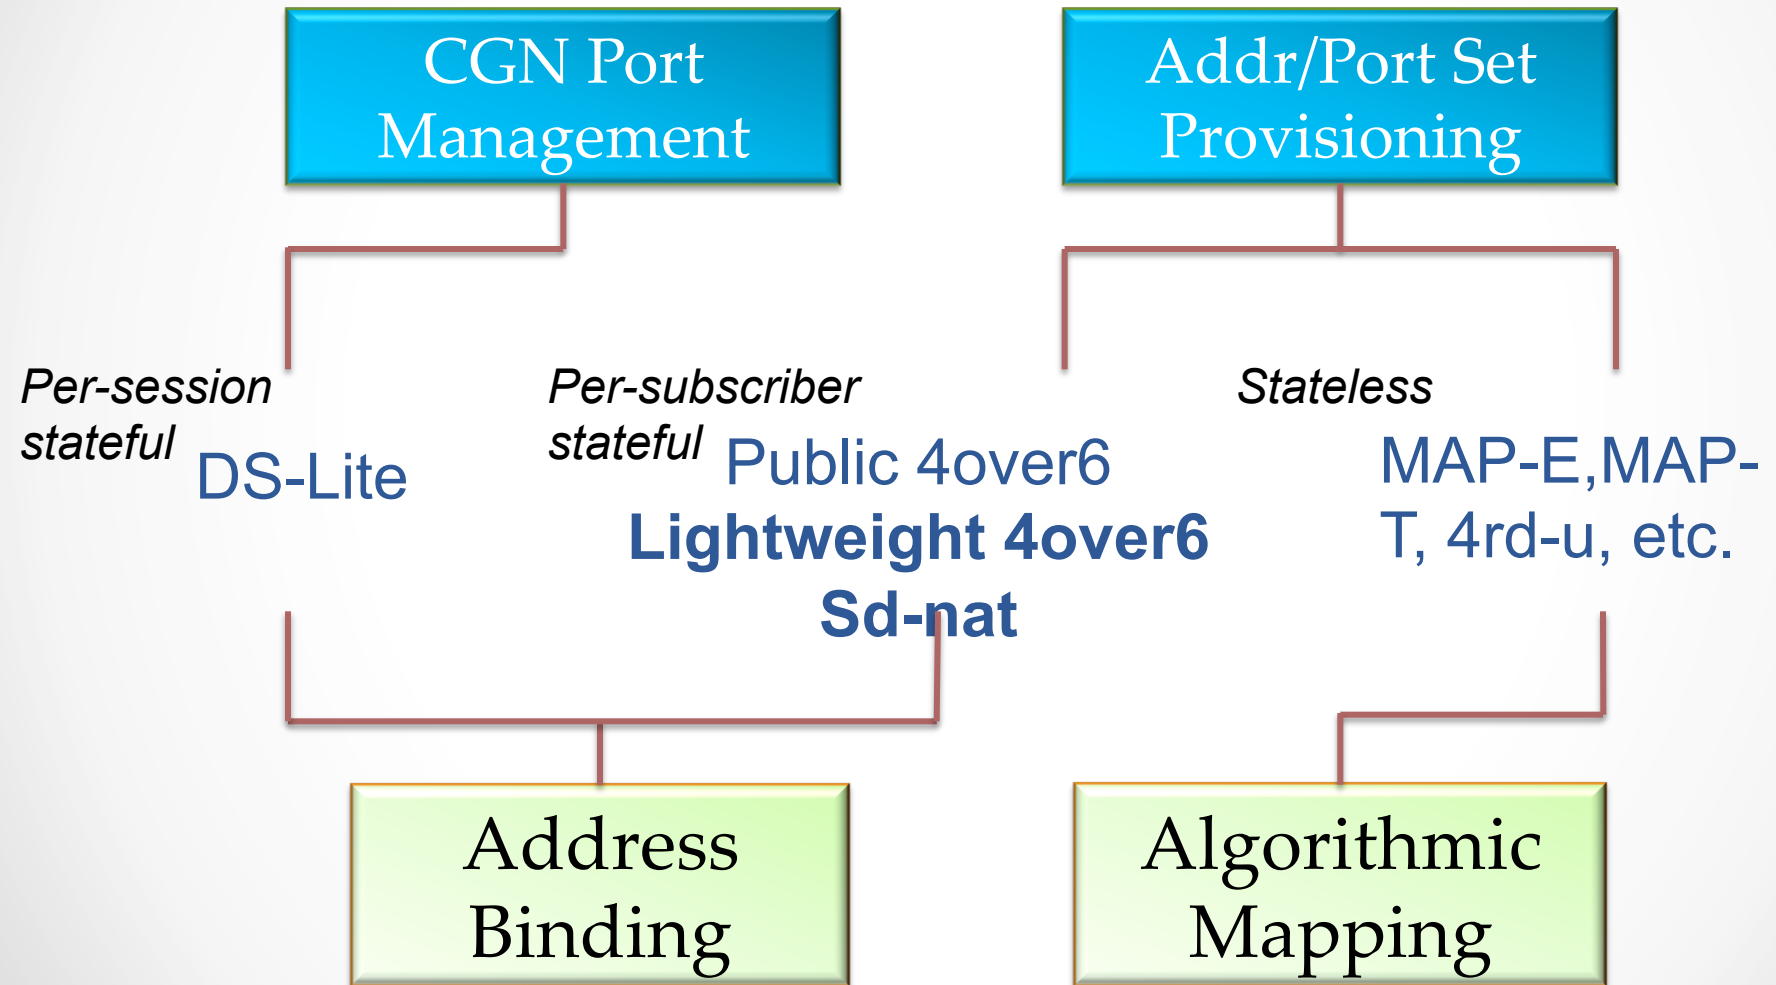 CGN Port
Management
Addr/Port Set
Provisioning
Per-session
stateful
DS-Lite
Per-subscriber
stateful
Public 4over6
Lightweight 4over6
Sd-nat
Stateless
MAP-E,MAP-
T, 4rd-u, etc.
Address
Binding
Algorithmic
Mapping